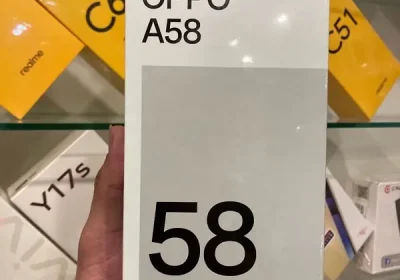 OPPO
A58
58
realme
C51
Y17s